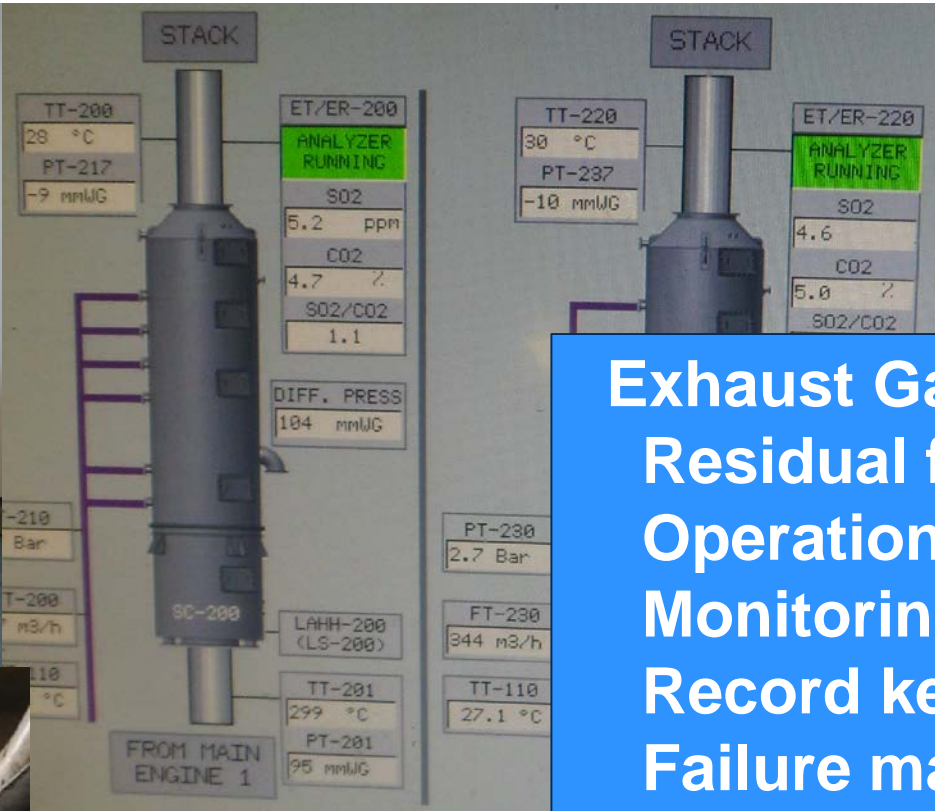 STACK
TT-200
28 °C
PT-217
-9 mmWG
ET/ER-200
ANALYZER
RUNNING
SO2
5.2 ppm
CO2
4.7 %
SO2/CO2
1.1
DIFF. PRESS
104 mmWG
-210
Bar
T-200
m3/h
110
°C
SC-200
LAHH-200
(LS-200)
TT-201
299 °C
PT-201
95 mmWG
FROM MAIN
ENGINE 1
STACK
TT-220
30 °C
PT-237
-10 mmWG
ET/ER-220
ANALYZER
RUNNING
SO2
4.6
CO2
5.0 %
SO2/CO2
PT-230
2.7 Bar
FT-230
344 m3/h
TT-110
27.1 °C
Exhaust Ga
Residual f
Operation
Monitorin
Record ke
Failure ma